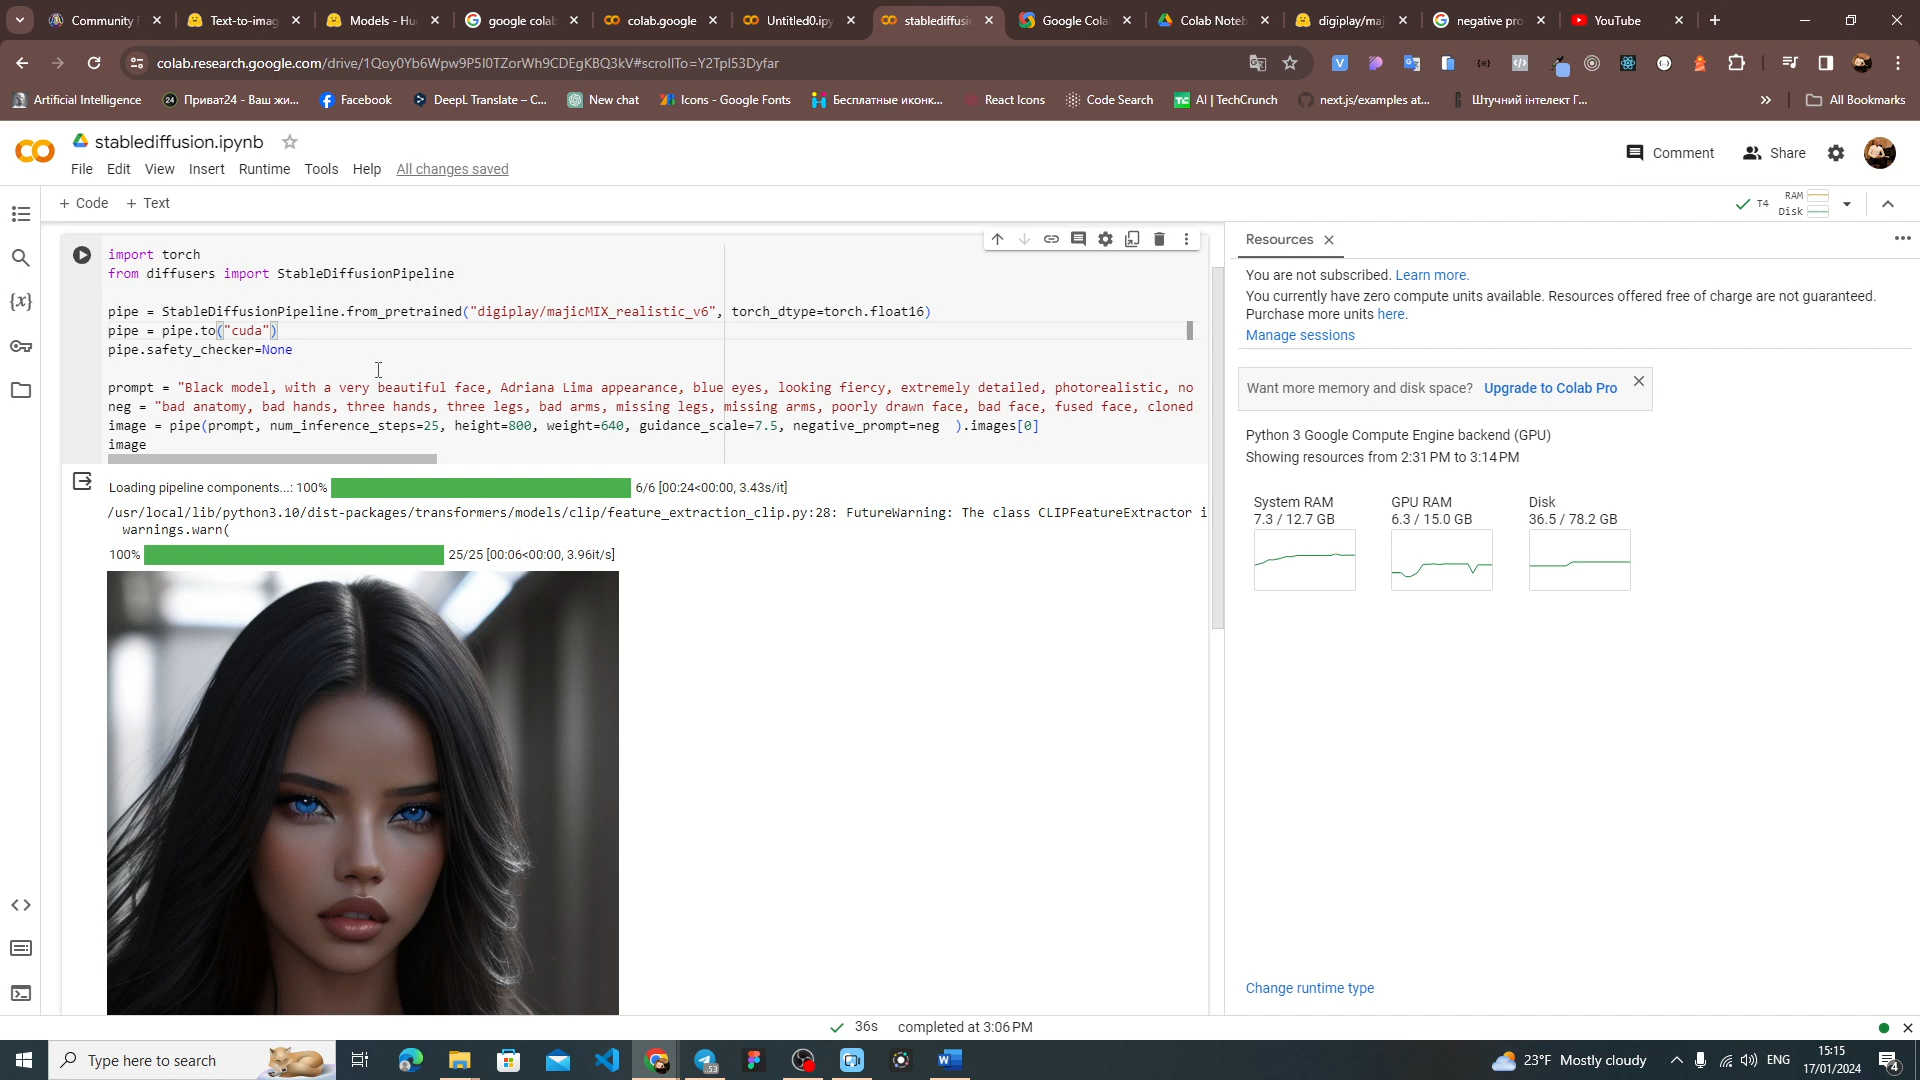 Community
Text-to-imag
Models - Hu
google colab
colab.google
Untitled0.ipy
stablediffusi
Google Colal
Colab Noteb
digiplay/maj
negative pro
YouTube
colab.research.google.com/drive/1Qoy0Yb6Wpw9P5I0TZorWh9CDEgKBQ3kV#scrollTo=Y2TpI53Dyfar
Artificial Intelligence
Приват24 - Ваш жи...
Facebook
DeepL Translate – C...
New chat
Icons - Google Fonts
Бесплатные иконк...
React Icons
Code Search
AI | TechCrunch
next.js/examples at...
Штучний інтелект Г...
All Bookmarks
stablediffusion.ipynb
File Edit View Insert Runtime Tools Help All changes saved
Comment
Share
+ Code + Text
T4
RAM
Disk
import torch
from diffusers import StableDiffusionPipeline
pipe = StableDiffusionPipeline.from_pretrained("digiplay/majicMIX_realistic_v6", torch_dtype=torch.float16)
pipe = pipe.to("cuda")
pipe.safety_checker=None
prompt = "Black model, with a very beautiful face, Adriana Lima appearance, blue eyes, looking fiercy, extremely detailed, photorealistic, no
neg = "bad anatomy, bad hands, three hands, three legs, bad arms, missing legs, missing arms, poorly drawn face, bad face, fused face, cloned
image = pipe(prompt, num_inference_steps=25, height=800, weight=640, guidance_scale=7.5, negative_prompt=neg  ).images[0]
image
Loading pipeline components...: 100% 6/6 [00:24<00:00, 3.43s/it]
/usr/local/lib/python3.10/dist-packages/transformers/models/clip/feature_extraction_clip.py:28: FutureWarning: The class CLIPFeatureExtractor i
warnings.warn(
100% 25/25 [00:06<00:00, 3.96it/s]
Resources
You are not subscribed. Learn more.
You currently have zero compute units available. Resources offered free of charge are not guaranteed.
Purchase more units here.
Manage sessions
Want more memory and disk space? Upgrade to Colab Pro
Python 3 Google Compute Engine backend (GPU)
Showing resources from 2:31 PM to 3:14 PM
System RAM
7.3 / 12.7 GB
GPU RAM
6.3 / 15.0 GB
Disk
36.5 / 78.2 GB
Change runtime type
36s completed at 3:06 PM
Type here to search
23°F Mostly cloudy
ENG
15:15
17/01/2024